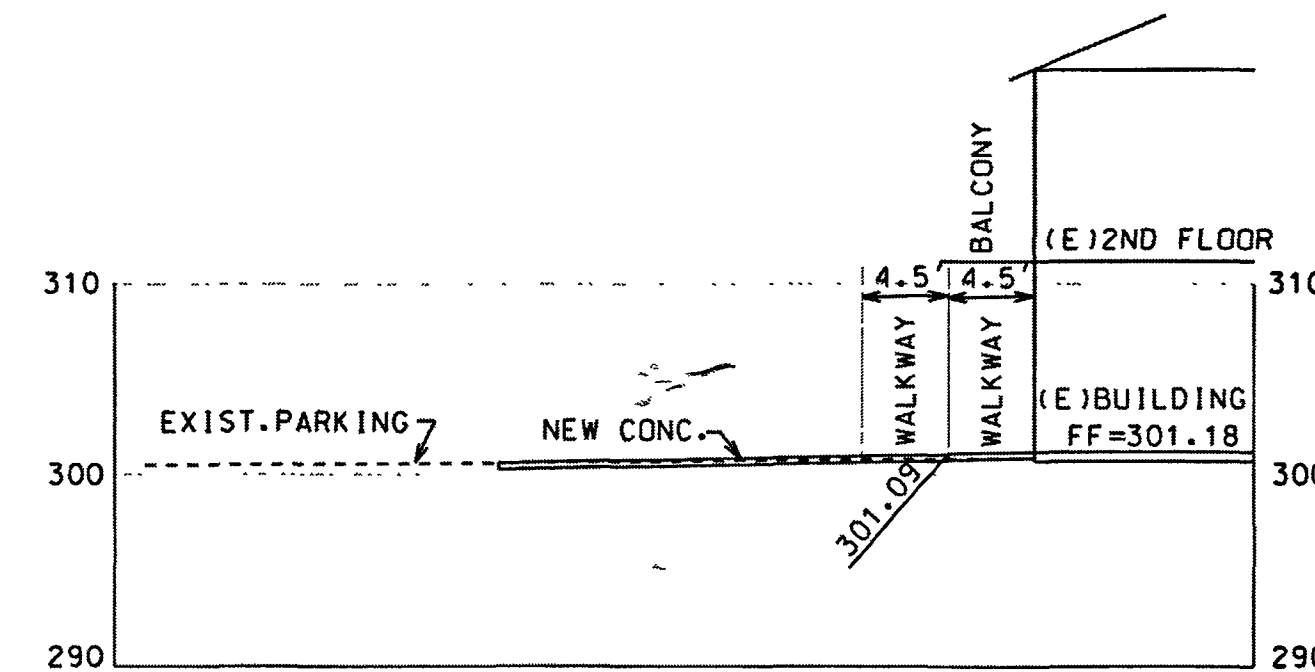 BALCONY
(E)2ND FLOOR
310
4.5'
4.5'
310
WALKWAY
WALKWAY
(E)BUILDING
FF=301.18
EXIST.PARKING
NEW CONC.
300
300
301.09
290
290